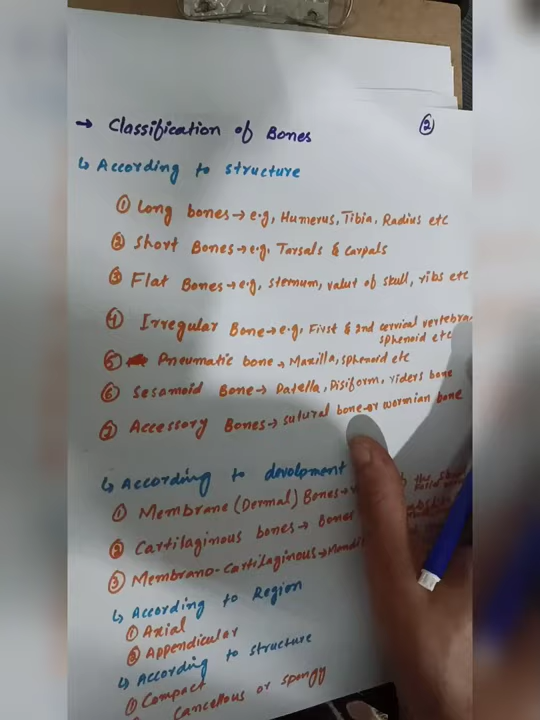 → Classification of Bones
②
↳ According to structure
① Long bones → e.g, Humerus, Tibia, Radius etc
② Short Bones → e.g, Tarsals & Carpals
③ Flat Bones → e.g, sternum, valut of skull, ribs etc
④ Irregular Bone → e.g, First & 2nd cervical vertebra,
sphenoid etc
⑤ Pneumatic bone → Maxilla, sphenoid etc
⑥ Sesamoid Bone → Patella, Pisiform, riders bone
⑦ Accessory Bones → sutural bone or wormian bone
↳ According to devolpment
① Membrane (Dermal) Bones →
② Cartilaginous bones → Bones
③ Membrano-Cartilaginous →
↳ According to Region
① Axial
② Appendicular
↳ According to structure
① Compact
Cancellous or spongy